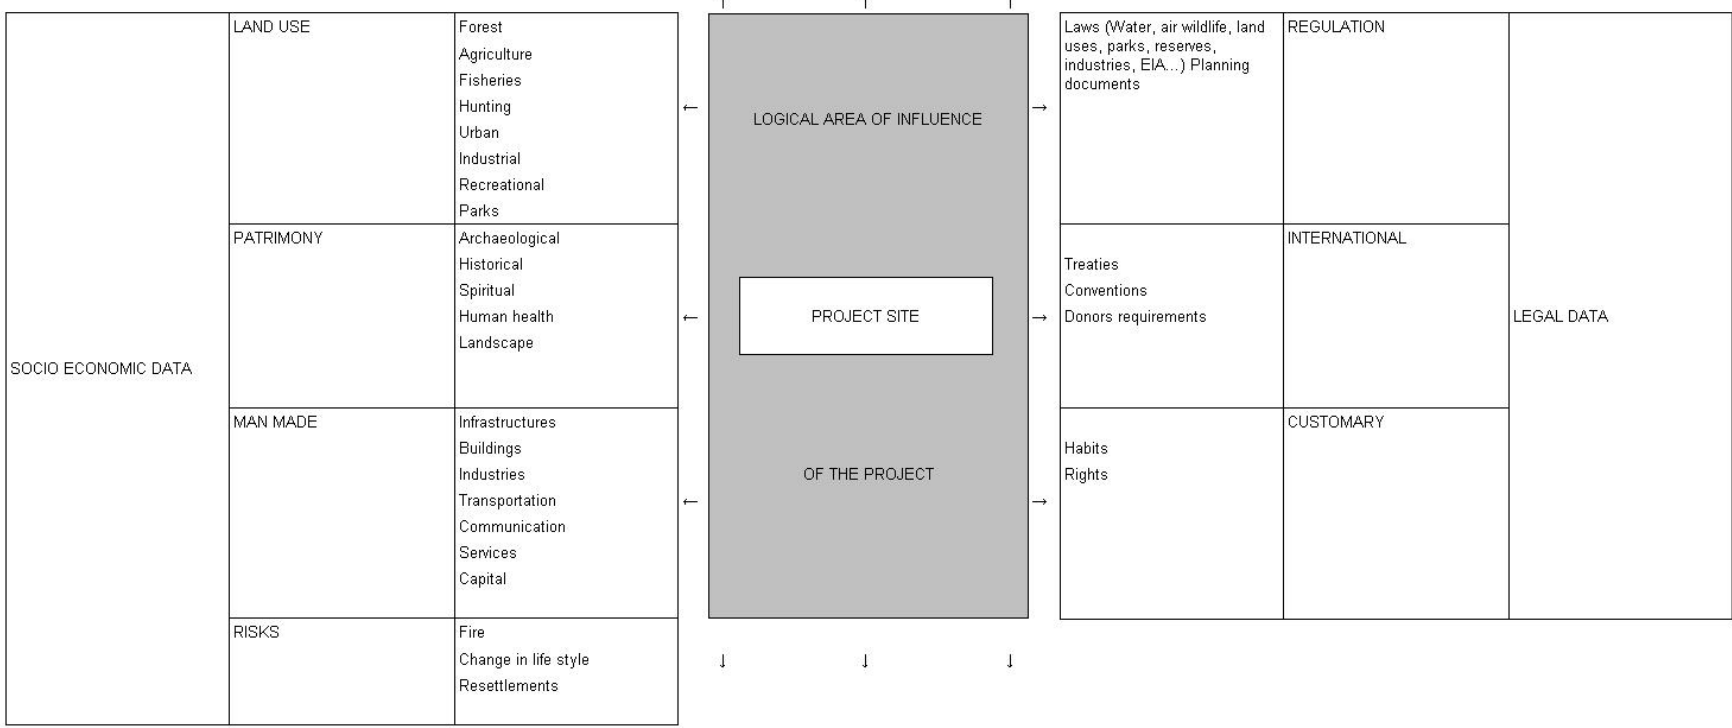 SOCIO ECONOMIC DATA
LAND USE
Forest
Agriculture
Fisheries
Hunting
Urban
Industrial
Recreational
Parks
PATRIMONY
Archaeological
Historical
Spiritual
Human health
Landscape
MAN MADE
Infrastructures
Buildings
Industries
Transportation
Communication
Services
Capital
RISKS
Fire
Change in life style
Resettlements
LOGICAL AREA OF INFLUENCE
PROJECT SITE
OF THE PROJECT
Laws (Water, air wildlife, land
uses, parks, reserves,
industries, EIA...) Planning
documents
REGULATION
Treaties
Conventions
Donors requirements
INTERNATIONAL
Habits
Rights
CUSTOMARY
LEGAL DATA